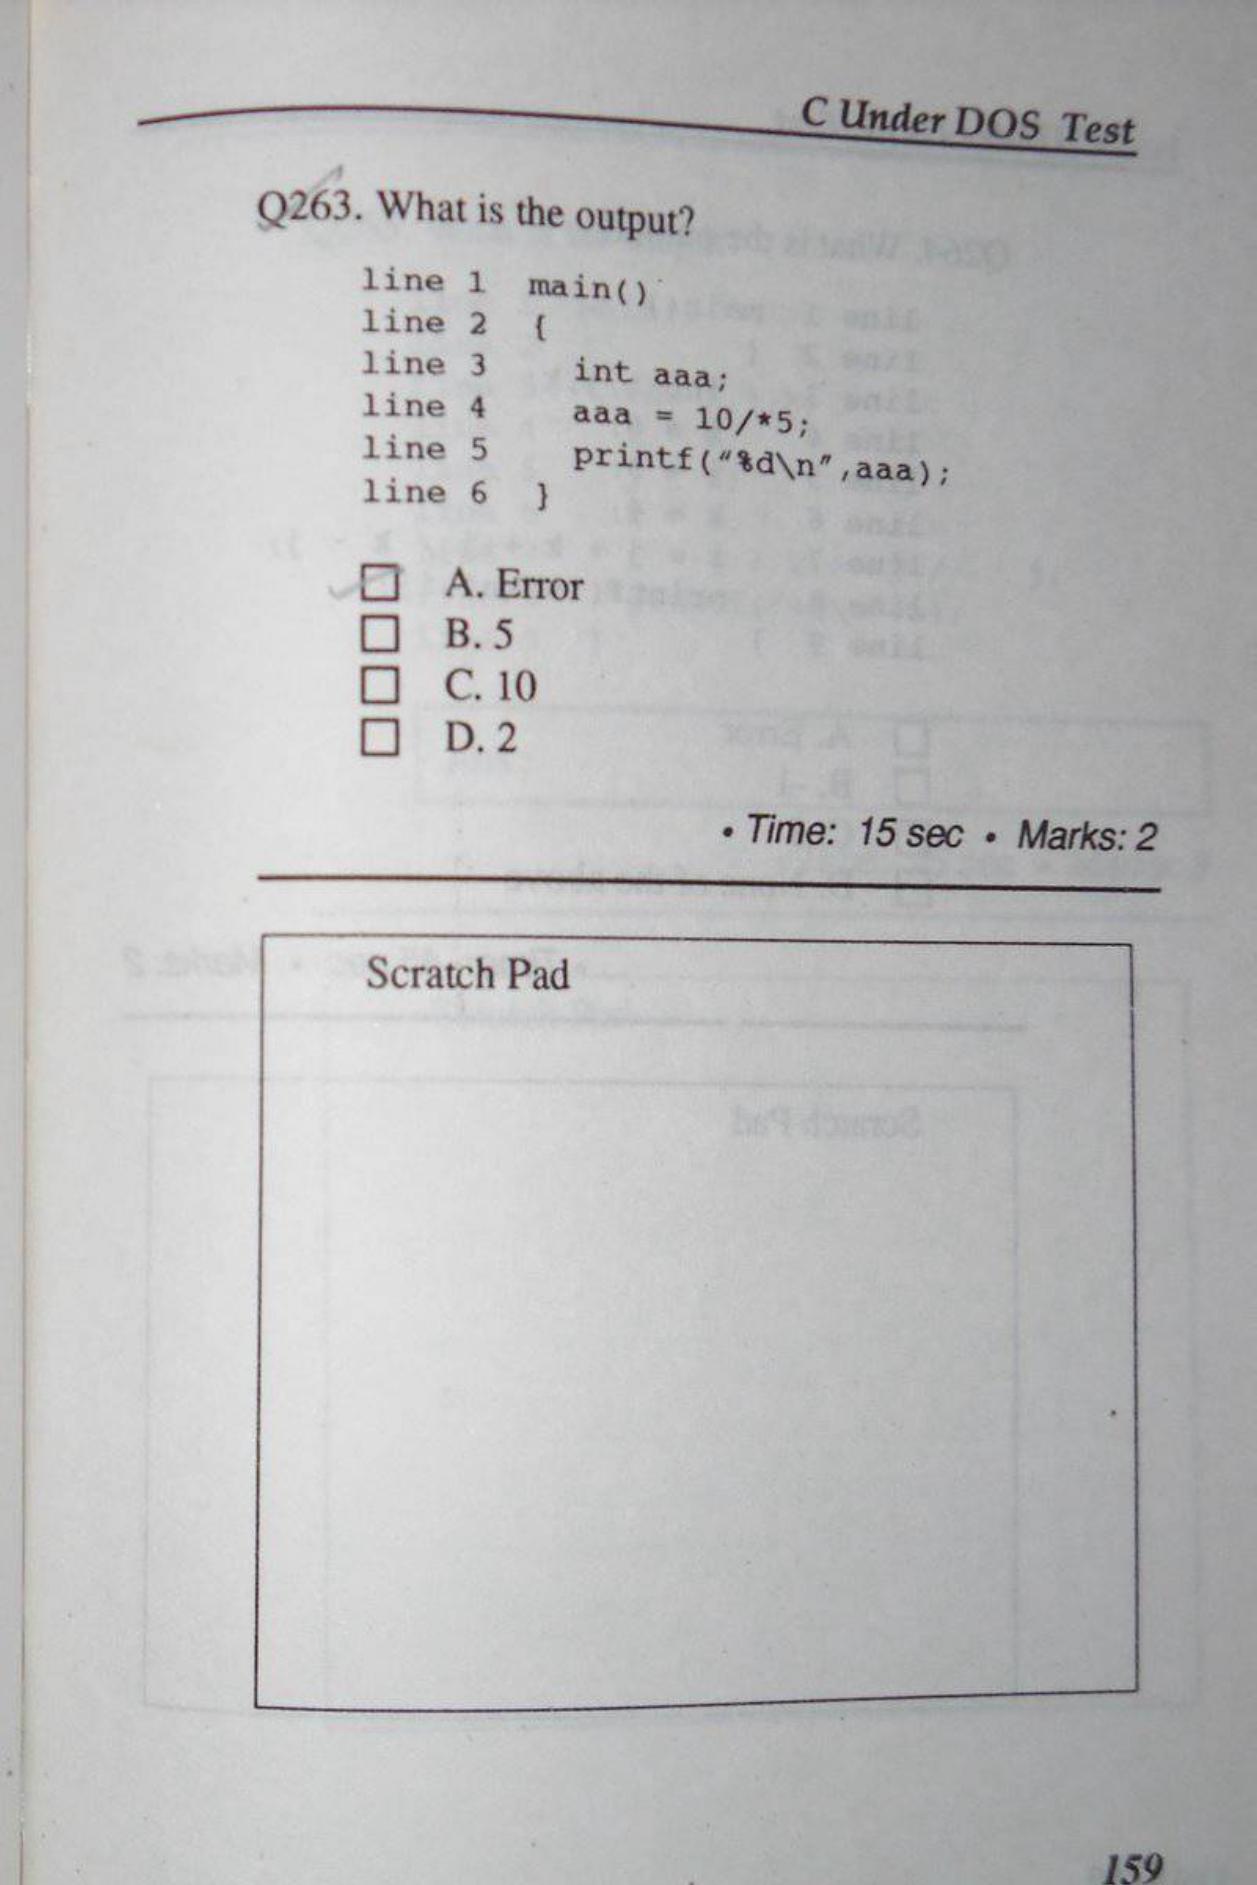 C Under DOS Test
Q263. What is the output?
line 1 main()
line 2 {
line 3 int aaa;
line 4 aaa = 10/*5;
line 5 printf("%d\n",aaa);
line 6 }
A. Error
B. 5
C. 10
D. 2
• Time: 15 sec • Marks: 2
Scratch Pad
159